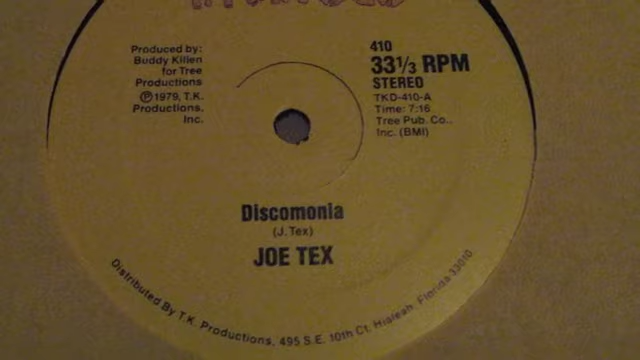 Produced by:
Buddy Killen
for Tree
Productions
Ⓟ1979, T.K.
Productions,
Inc.
410
33⅓ RPM
STEREO
TKD-410-A
Time: 7:16
Tree Pub. Co.,
Inc. (BMI)
Discomonia
(J. Tex)
JOE TEX
Distributed By T.K. Productions, 495 S.E. 10th Ct. Hialeah, Florida 33010